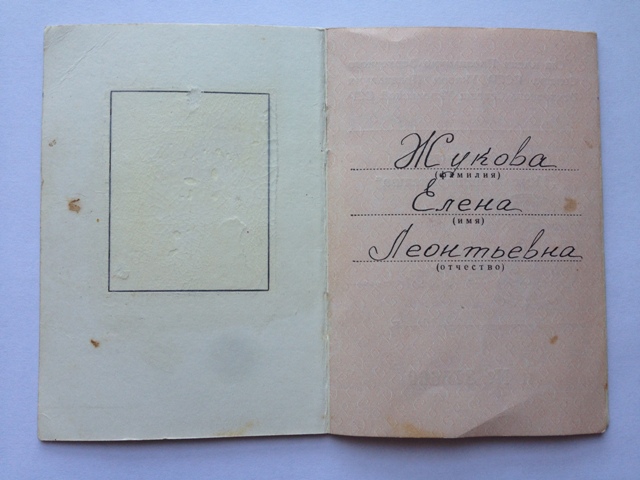 Жукова
(фамилия)
Елена
(имя)
Леонтьевна
(отчество)